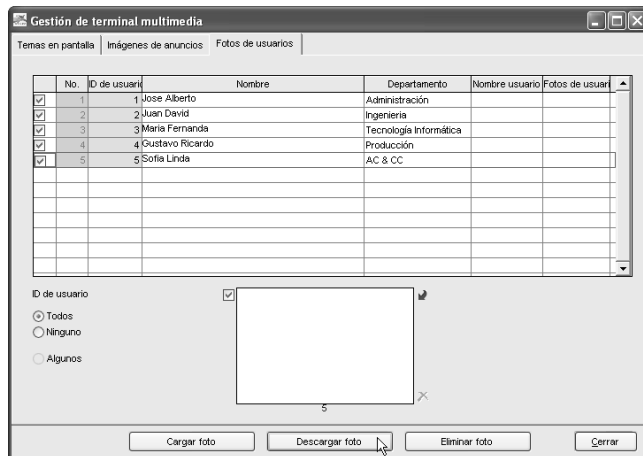 Gestión de terminal multimedia
Temas en pantalla Imágenes de anuncios Fotos de usuarios
No. ID de usuario Nombre Departamento Nombre usuario Fotos de usuari
1 1 Jose Alberto Administración
2 2 Juan David Ingenieria
3 3 Maria Fernanda Tecnología Informática
4 4 Gustavo Ricardo Producción
5 5 Sofia Linda AC & CC
ID de usuario
Todos
Ninguno
Algunos
5
Cargar foto Descargar foto Eliminar foto Cerrar